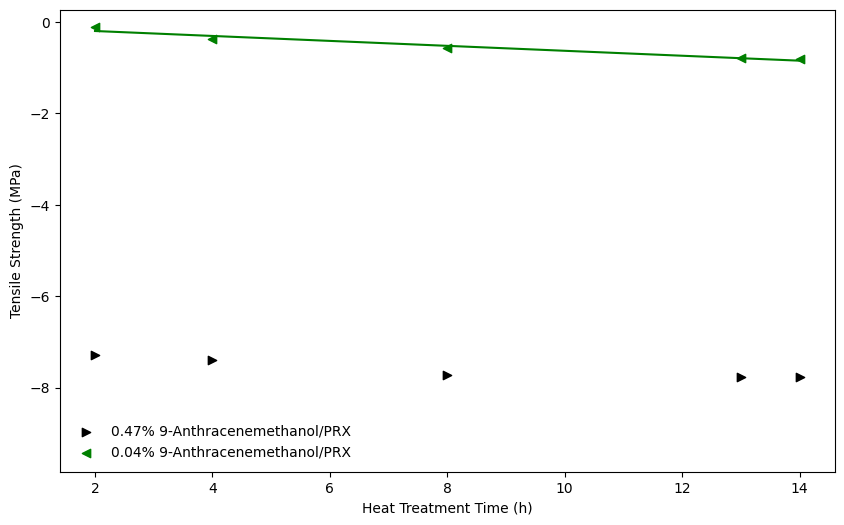 0
−2
−4
−6
−8
Tensile Strength (MPa)
0.47% 9-Anthracenemethanol/PRX
0.04% 9-Anthracenemethanol/PRX
2 4 6 8 10 12 14
Heat Treatment Time (h)